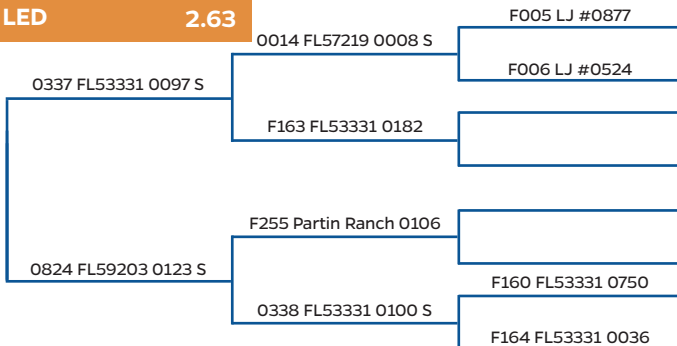 LED 2.63
F005 LJ #0877
0014 FL57219 0008 S
F006 LJ #0524
0337 FL53331 0097 S
F163 FL53331 0182
F255 Partin Ranch 0106
0824 FL59203 0123 S
F160 FL53331 0750
0338 FL53331 0100 S
F164 FL53331 0036